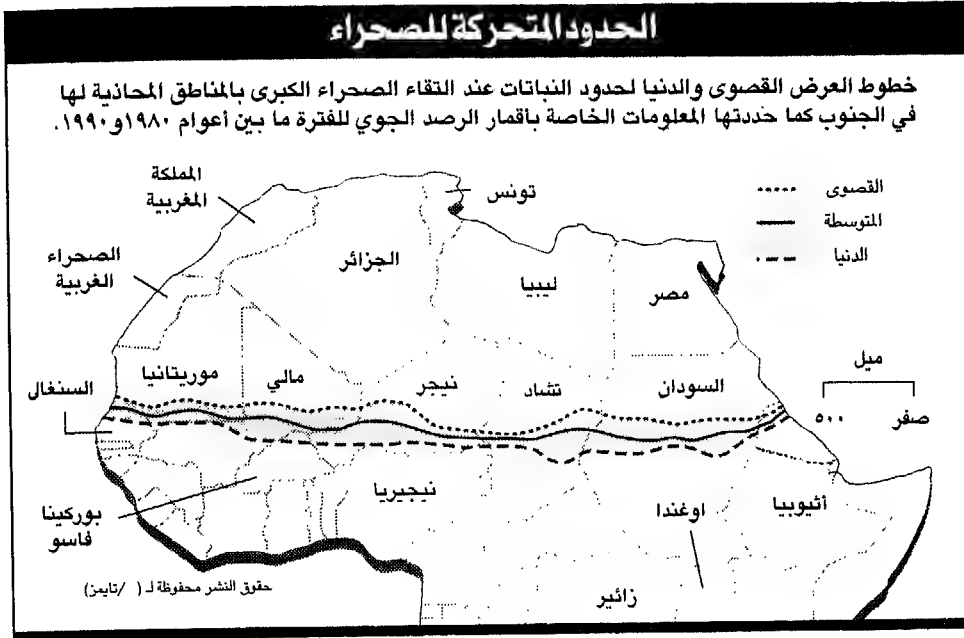 الحدود المتحركة للصحراء
خطوط العرض القصوى والدنيا لحدود النباتات عند التقاء الصحراء الكبرى بالمناطق المحاذية لها
في الجنوب كما حددتها المعلومات الخاصة بأقمار الرصد الجوي للفترة ما بين أعوام ١٩٨٠ و١٩٩٠.
القصوى
المتوسطة
الدنيا
تونس
المملكة
المغربية
الصحراء
الغربية
الجزائر
ليبيا
مصر
السنغال
موريتانيا
مالي
نيجر
تشاد
السودان
ميل
صفر
٥٠٠
بوركينا
فاسو
نيجيريا
اوغندا
أثيوبيا
زائير
حقوق النشر محفوظة لـ ( /تايمز)